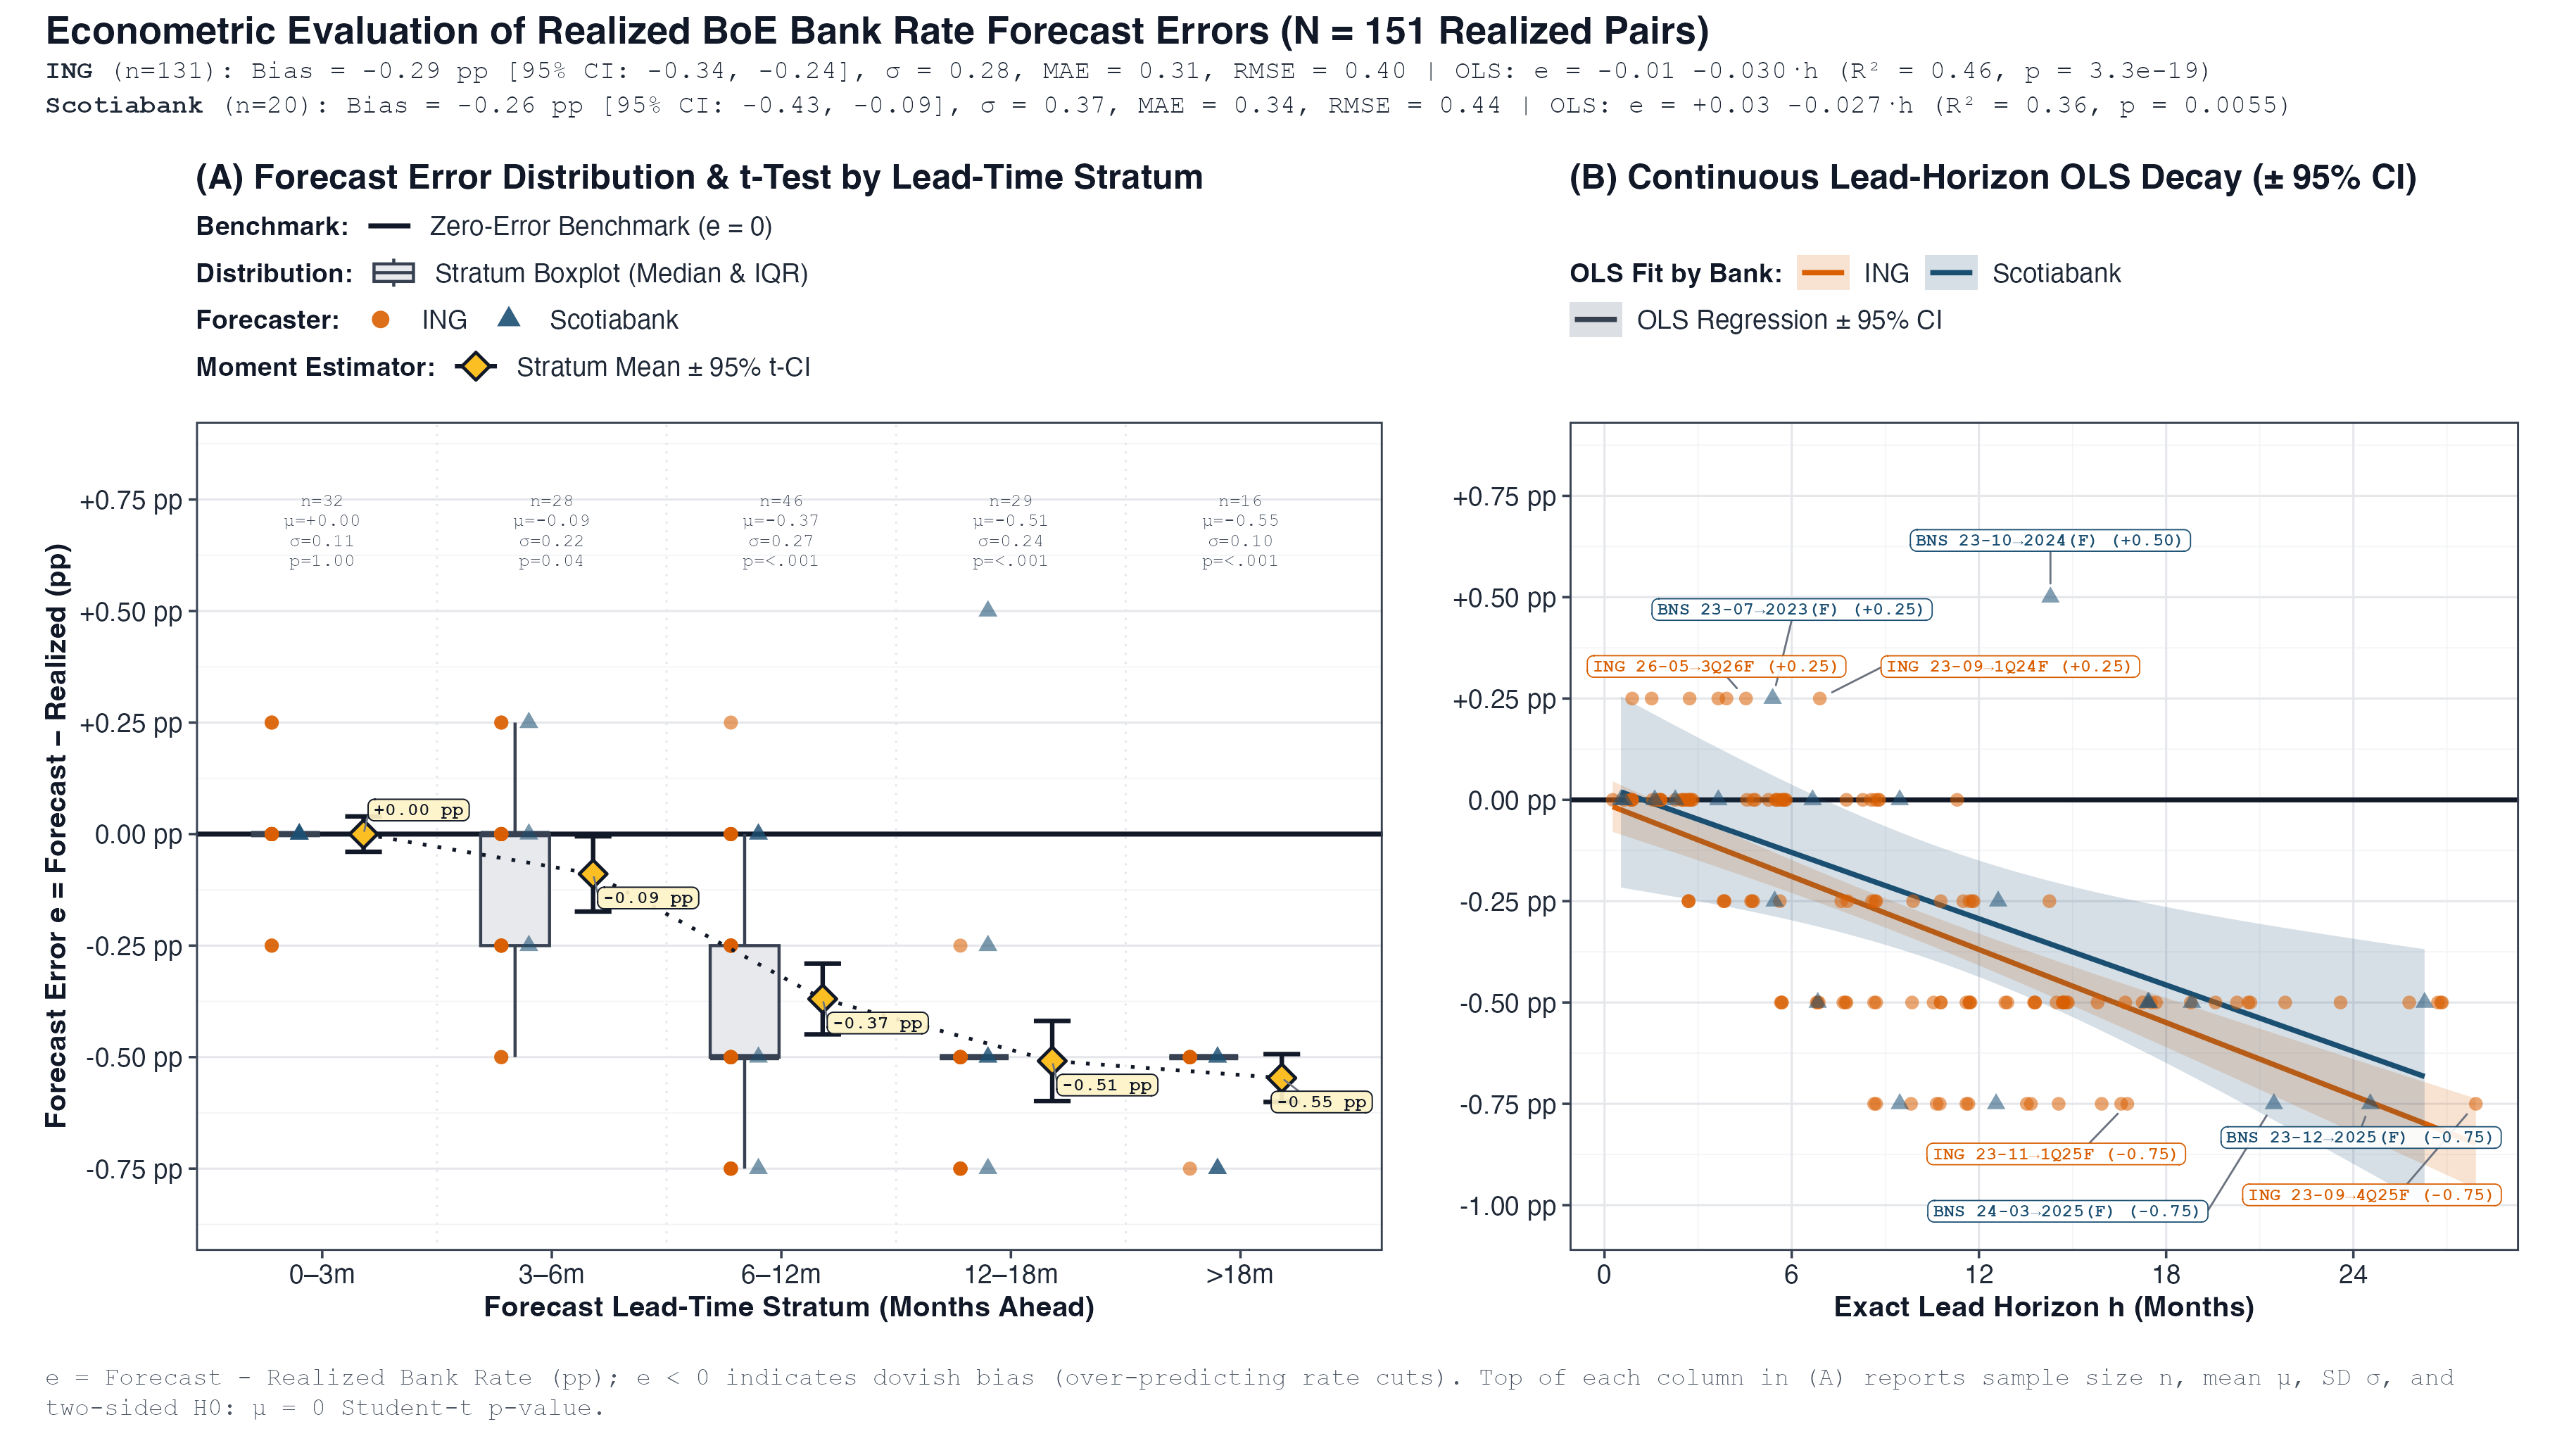 Econometric Evaluation of Realized BoE Bank Rate Forecast Errors (N = 151 Realized Pairs)
ING (n=131): Bias = -0.29 pp [95% CI: -0.34, -0.24], σ = 0.28, MAE = 0.31, RMSE = 0.40 | OLS: e = -0.01 -0.030·h (R² = 0.46, p = 3.3e-19)
Scotiabank (n=20): Bias = -0.26 pp [95% CI: -0.43, -0.09], σ = 0.37, MAE = 0.34, RMSE = 0.44 | OLS: e = +0.03 -0.027·h (R² = 0.36, p = 0.0055)
(A) Forecast Error Distribution & t-Test by Lead-Time Stratum
Benchmark: Zero-Error Benchmark (e = 0)
Distribution: Stratum Boxplot (Median & IQR)
Forecaster: ING Scotiabank
Moment Estimator: Stratum Mean ± 95% t-CI
Forecast Error e = Forecast − Realized (pp)
+0.75 pp
+0.50 pp
+0.25 pp
0.00 pp
-0.25 pp
-0.50 pp
-0.75 pp
n=32
μ=+0.00
σ=0.11
p=1.00
n=28
μ=-0.09
σ=0.22
p=0.04
n=46
μ=-0.37
σ=0.27
p=<.001
n=29
μ=-0.51
σ=0.24
p=<.001
n=16
μ=-0.55
σ=0.10
p=<.001
+0.00 pp
-0.09 pp
-0.37 pp
-0.51 pp
-0.55 pp
0–3m
3–6m
6–12m
12–18m
>18m
Forecast Lead-Time Stratum (Months Ahead)
(B) Continuous Lead-Horizon OLS Decay (± 95% CI)
OLS Fit by Bank: ING Scotiabank
OLS Regression ± 95% CI
+0.75 pp
+0.50 pp
+0.25 pp
0.00 pp
-0.25 pp
-0.50 pp
-0.75 pp
-1.00 pp
BNS 23-10→2024(F) (+0.50)
BNS 23-07→2023(F) (+0.25)
ING 26-05→3Q26F (+0.25)
ING 23-09→1Q24F (+0.25)
BNS 23-12→2025(F) (-0.75)
ING 23-11→1Q25F (-0.75)
ING 23-09→4Q25F (-0.75)
BNS 24-03→2025(F) (-0.75)
0
6
12
18
24
Exact Lead Horizon h (Months)
e = Forecast - Realized Bank Rate (pp); e < 0 indicates dovish bias (over-predicting rate cuts). Top of each column in (A) reports sample size n, mean μ, SD σ, and
two-sided H0: μ = 0 Student-t p-value.